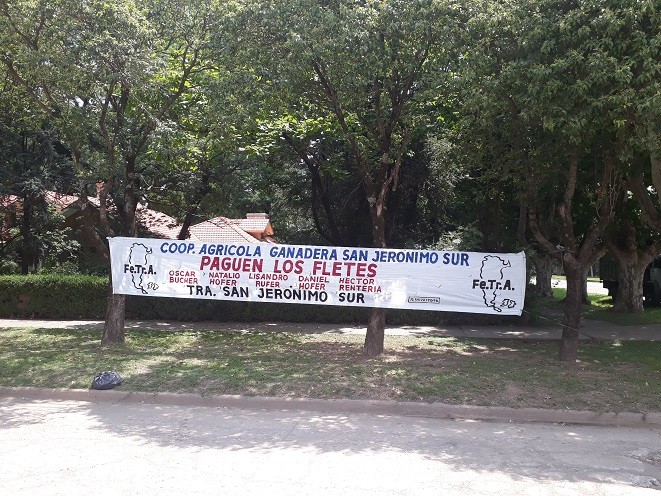 COOP. AGRICOLA GANADERA SAN JERONIMO SUR
PAGUEN LOS FLETES
OSCAR NATALIO LISANDRO DANIEL HECTOR
BUCHER HOFER RUFER HOFER RENTERIA
TRA. SAN JERONIMO SUR
Fe.Tr.A.
Fe.Tr.A.